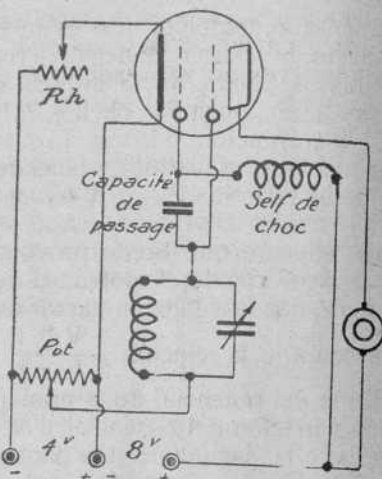 Rh
Capacité
de
passage
Self de
choc
Pot
4v 8v
- + - +